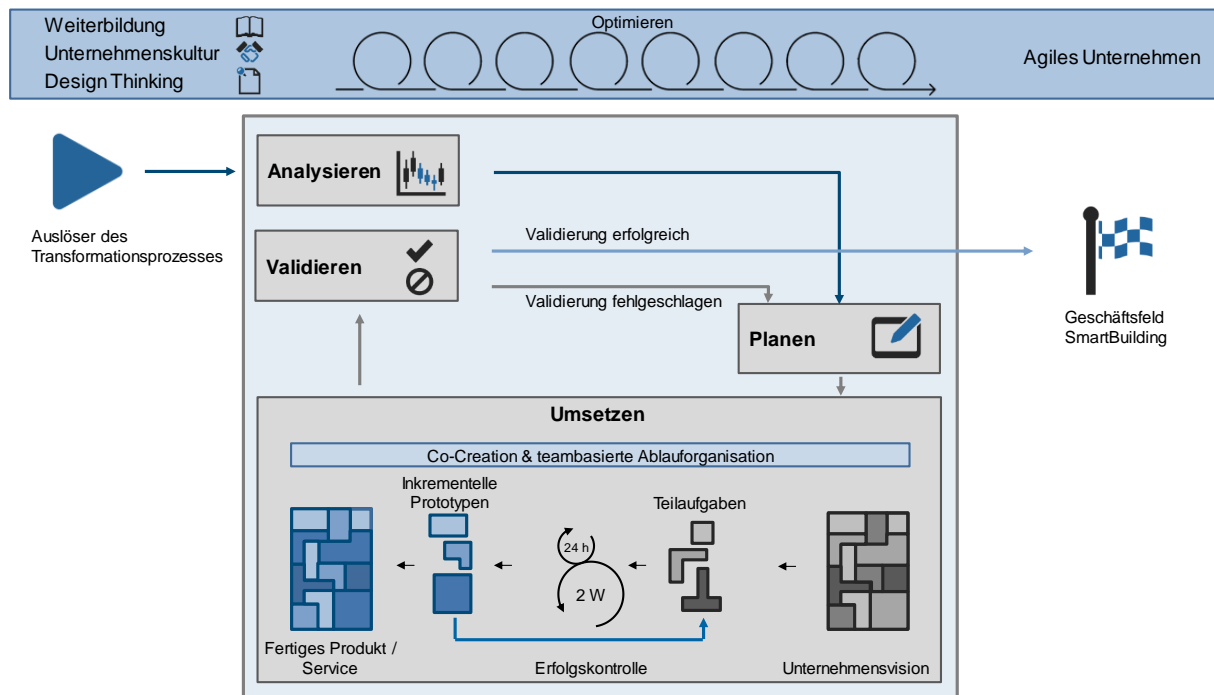 Weiterbildung
Unternehmenskultur
Design Thinking
Optimieren
Agiles Unternehmen
Auslöser des
Transformationsprozesses
Analysieren
Validieren
Validierung erfolgreich
Validierung fehlgeschlagen
Planen
Geschäftsfeld
SmartBuilding
Umsetzen
Co-Creation & teambasierte Ablauforganisation
Inkrementelle
Prototypen
Teilaufgaben
24 h
2 W
Fertiges Produkt /
Service
Erfolgskontrolle
Unternehmensvision